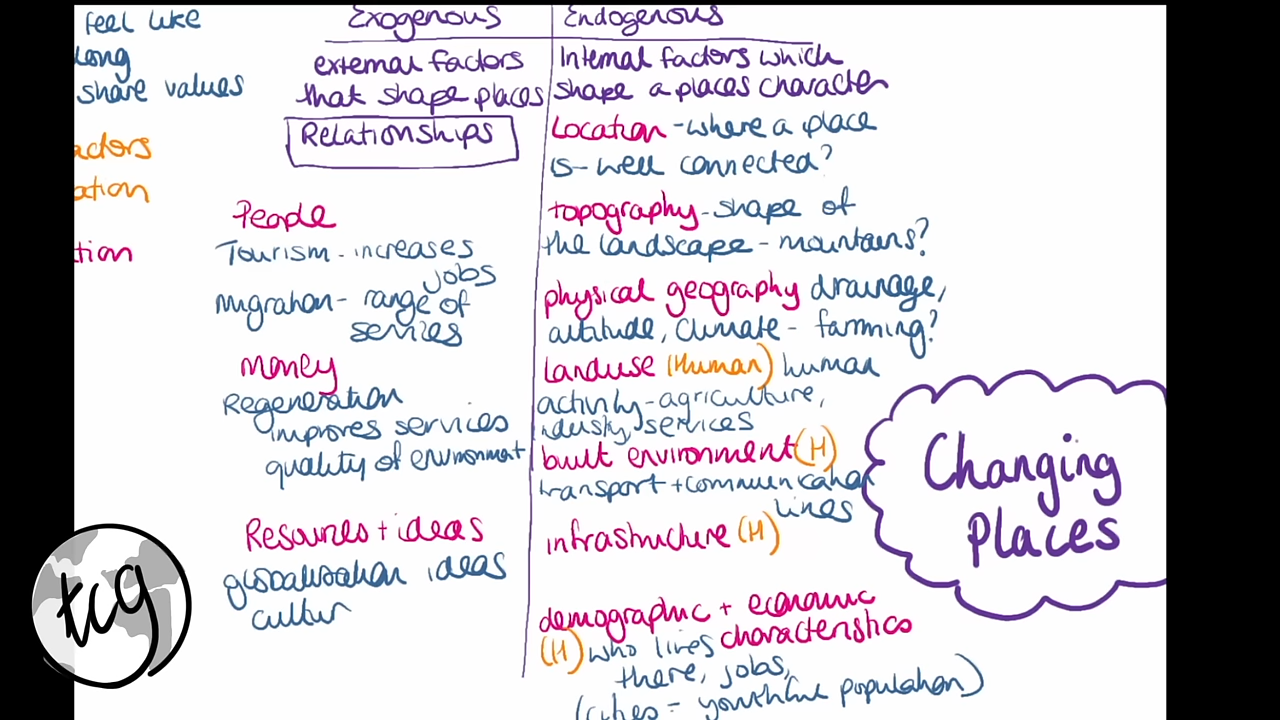 feel like
long
share values
actors
ation
tion
Exogenous
external factors
that shape places
Relationships
People
Tourism - increases
jobs
Migration - range of
services
Money
Regeneration
improves services
quality of environment
Resources + ideas
globalisation ideas
cultur
Endogenous
Internal factors which
shape a places character
Location - where a place
is - well connected?
topography - shape of
the landscape - mountains?
physical geography drainage,
altitude, climate - farming?
landuse (Human) human
activity - agriculture,
industry, services
built environment (H)
transport + communication
lines
infrastructure (H)
demographic + economic
characteristics
(H) who lives
there, jobs,
(cities = youthful population)
Changing
Places
tcg